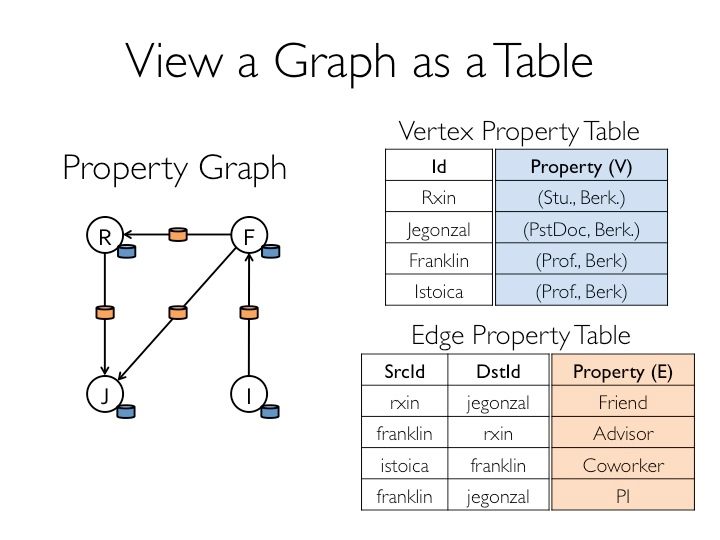 View a Graph as a Table
Property Graph
R
F
J
I
Vertex Property Table
Id Property (V)
Rxin (Stu., Berk.)
Jegonzal (PstDoc, Berk.)
Franklin (Prof., Berk)
Istoica (Prof., Berk)
Edge Property Table
SrcId DstId Property (E)
rxin jegonzal Friend
franklin rxin Advisor
istoica franklin Coworker
franklin jegonzal PI